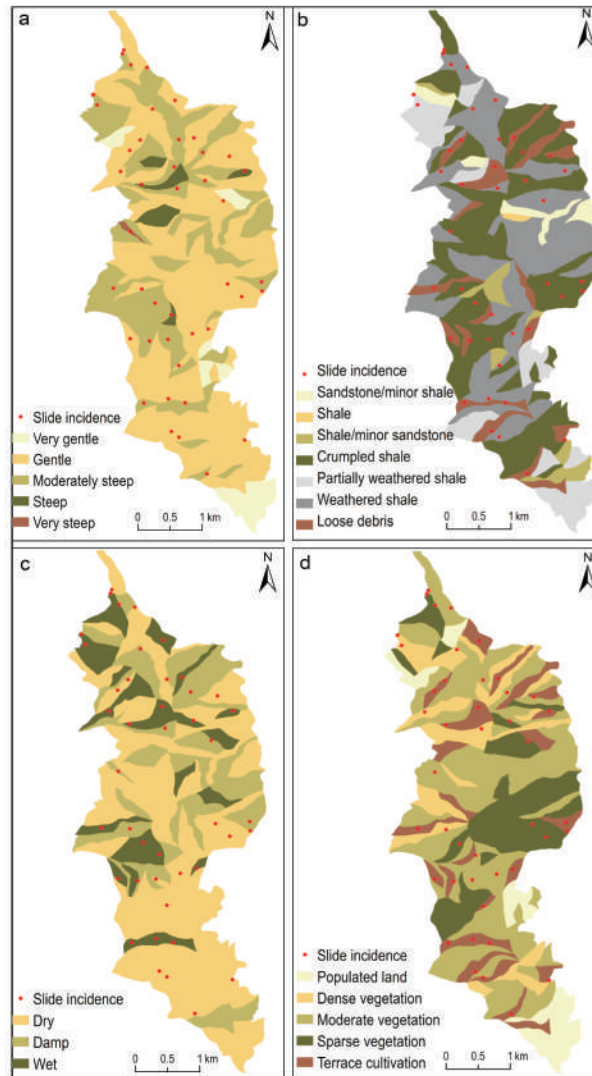 a
N
Slide incidence
Very gentle
Gentle
Moderately steep
Steep
Very steep
0 0.5 1 km
b
N
Slide incidence
Sandstone/minor shale
Shale
Shale/minor sandstone
Crumpled shale
Partially weathered shale
Weathered shale
Loose debris
0 0.5 1 km
c
N
Slide incidence
Dry
Damp
Wet
0 0.5 1 km
d
N
Slide incidence
Populated land
Dense vegetation
Moderate vegetation
Sparse vegetation
Terrace cultivation
0 0.5 1 km